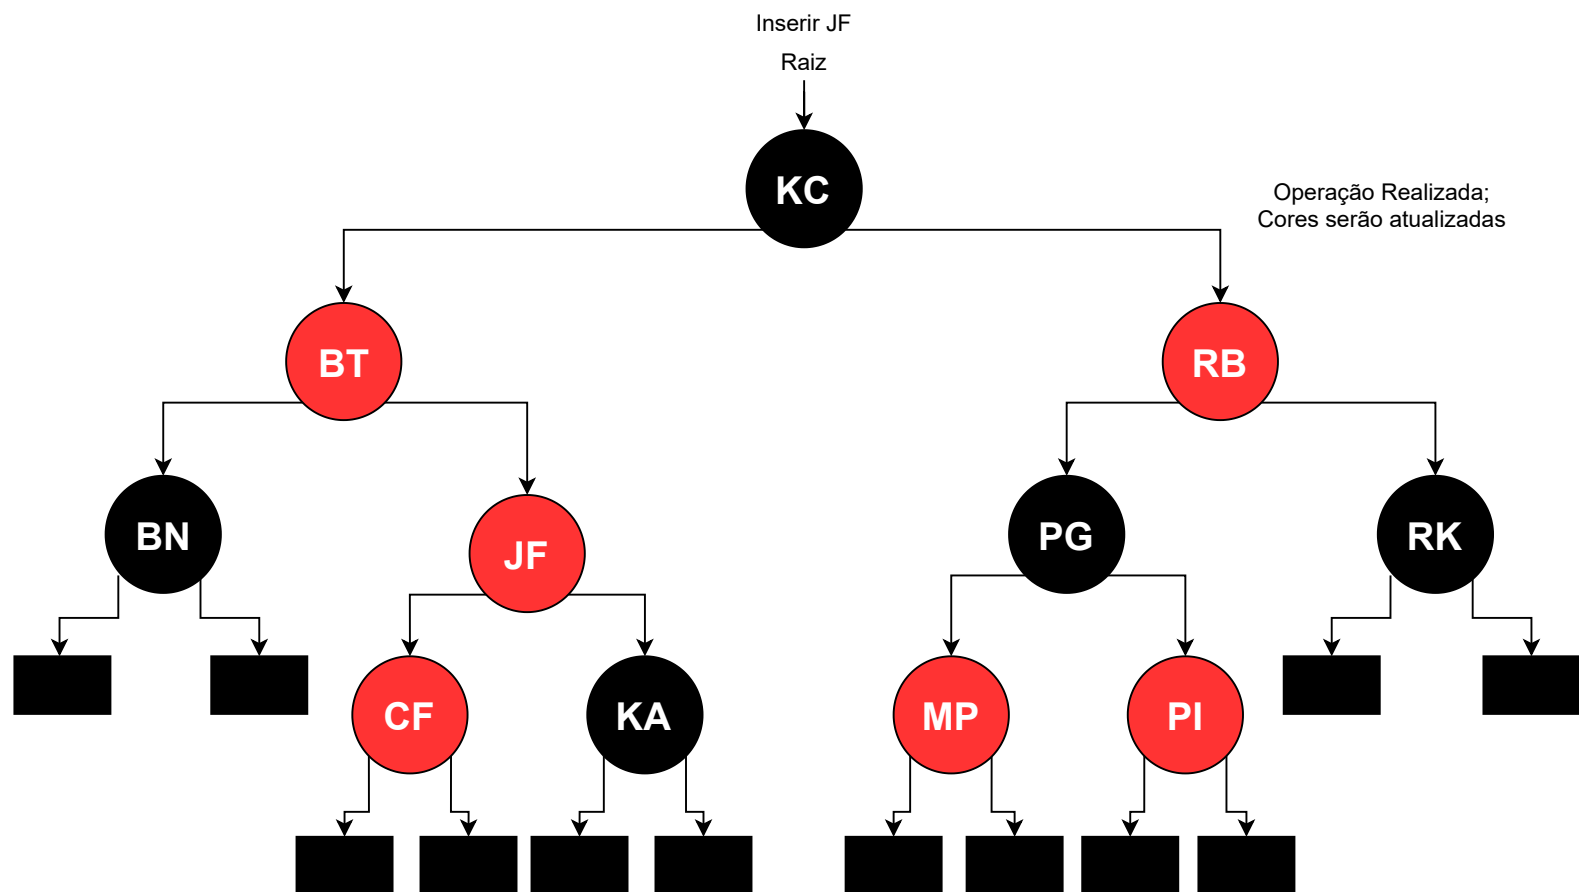 Inserir JF
Raiz
KC
Operação Realizada;
Cores serão atualizadas
BT
RB
BN
JF
PG
RK
CF
KA
MP
PI